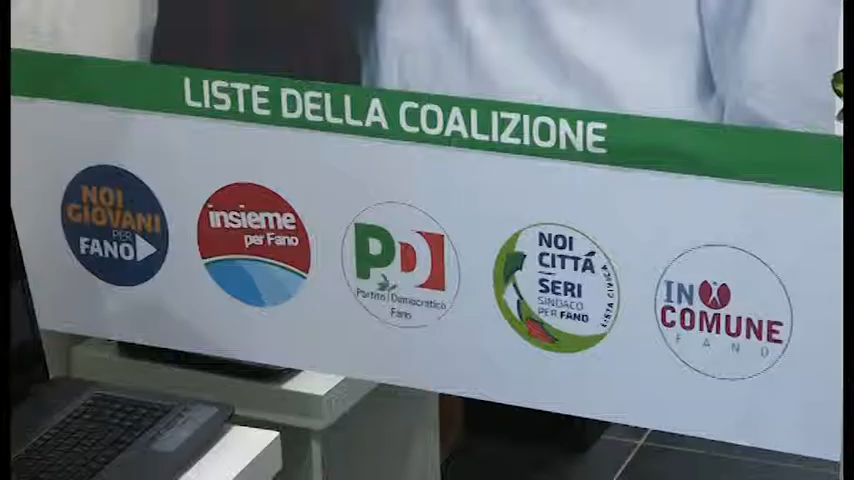 LISTE DELLA COALIZIONE
NOI
GIOVANI
PER
FANO
insieme
per Fano
PD
Partito Democratico
Fano
NOI
CITTÀ
SERI
SINDACO
PER FANO
LISTA CIVICA
IN
COMUNE
FANO